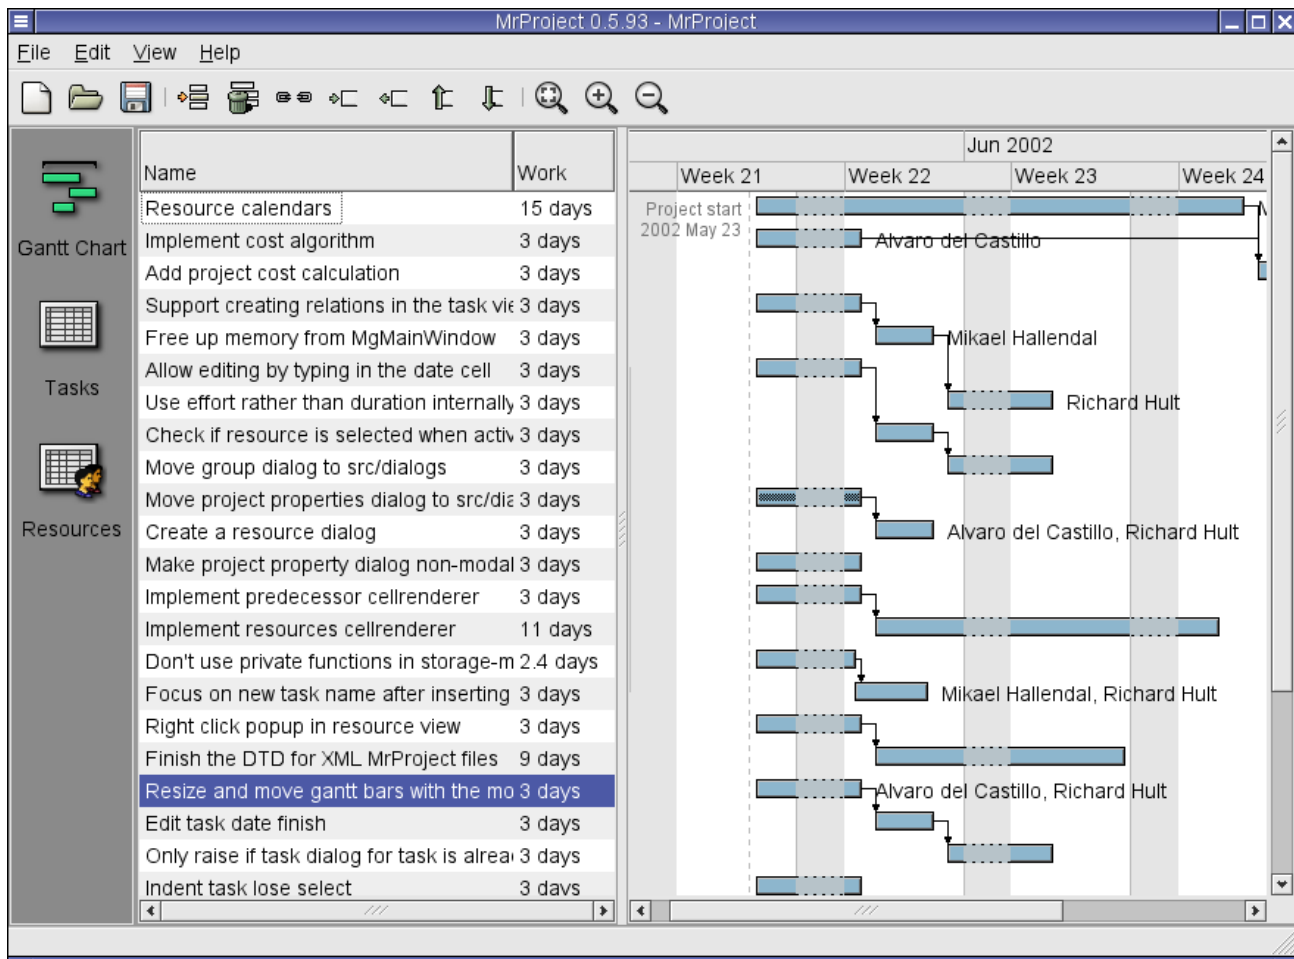 MrProject 0.5.93 - MrProject
File Edit View Help
Gantt Chart
Tasks
Resources
Name Work
Resource calendars 15 days
Implement cost algorithm 3 days
Add project cost calculation 3 days
Support creating relations in the task vie 3 days
Free up memory from MgMainWindow 3 days
Allow editing by typing in the date cell 3 days
Use effort rather than duration internally 3 days
Check if resource is selected when activ 3 days
Move group dialog to src/dialogs 3 days
Move project properties dialog to src/dia 3 days
Create a resource dialog 3 days
Make project property dialog non-modal 3 days
Implement predecessor cellrenderer 3 days
Implement resources cellrenderer 11 days
Don't use private functions in storage-m 2.4 days
Focus on new task name after inserting 3 days
Right click popup in resource view 3 days
Finish the DTD for XML MrProject files 9 days
Resize and move gantt bars with the mo 3 days
Edit task date finish 3 days
Only raise if task dialog for task is alrea 3 days
Indent task lose select 3 days
Jun 2002
Week 21 Week 22 Week 23 Week 24
Project start
2002 May 23
Alvaro del Castillo
Mikael Hallendal
Richard Hult
Alvaro del Castillo, Richard Hult
Mikael Hallendal, Richard Hult
Alvaro del Castillo, Richard Hult